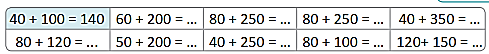 40 + 100 = 140 60 + 200 = ... 80 + 250 = ... 80 + 250 = ... 40 + 350 = ...
80 + 120 = ... 50 + 200 = ... 40 + 250 = ... 80 + 100 = ... 120+ 150 = ...